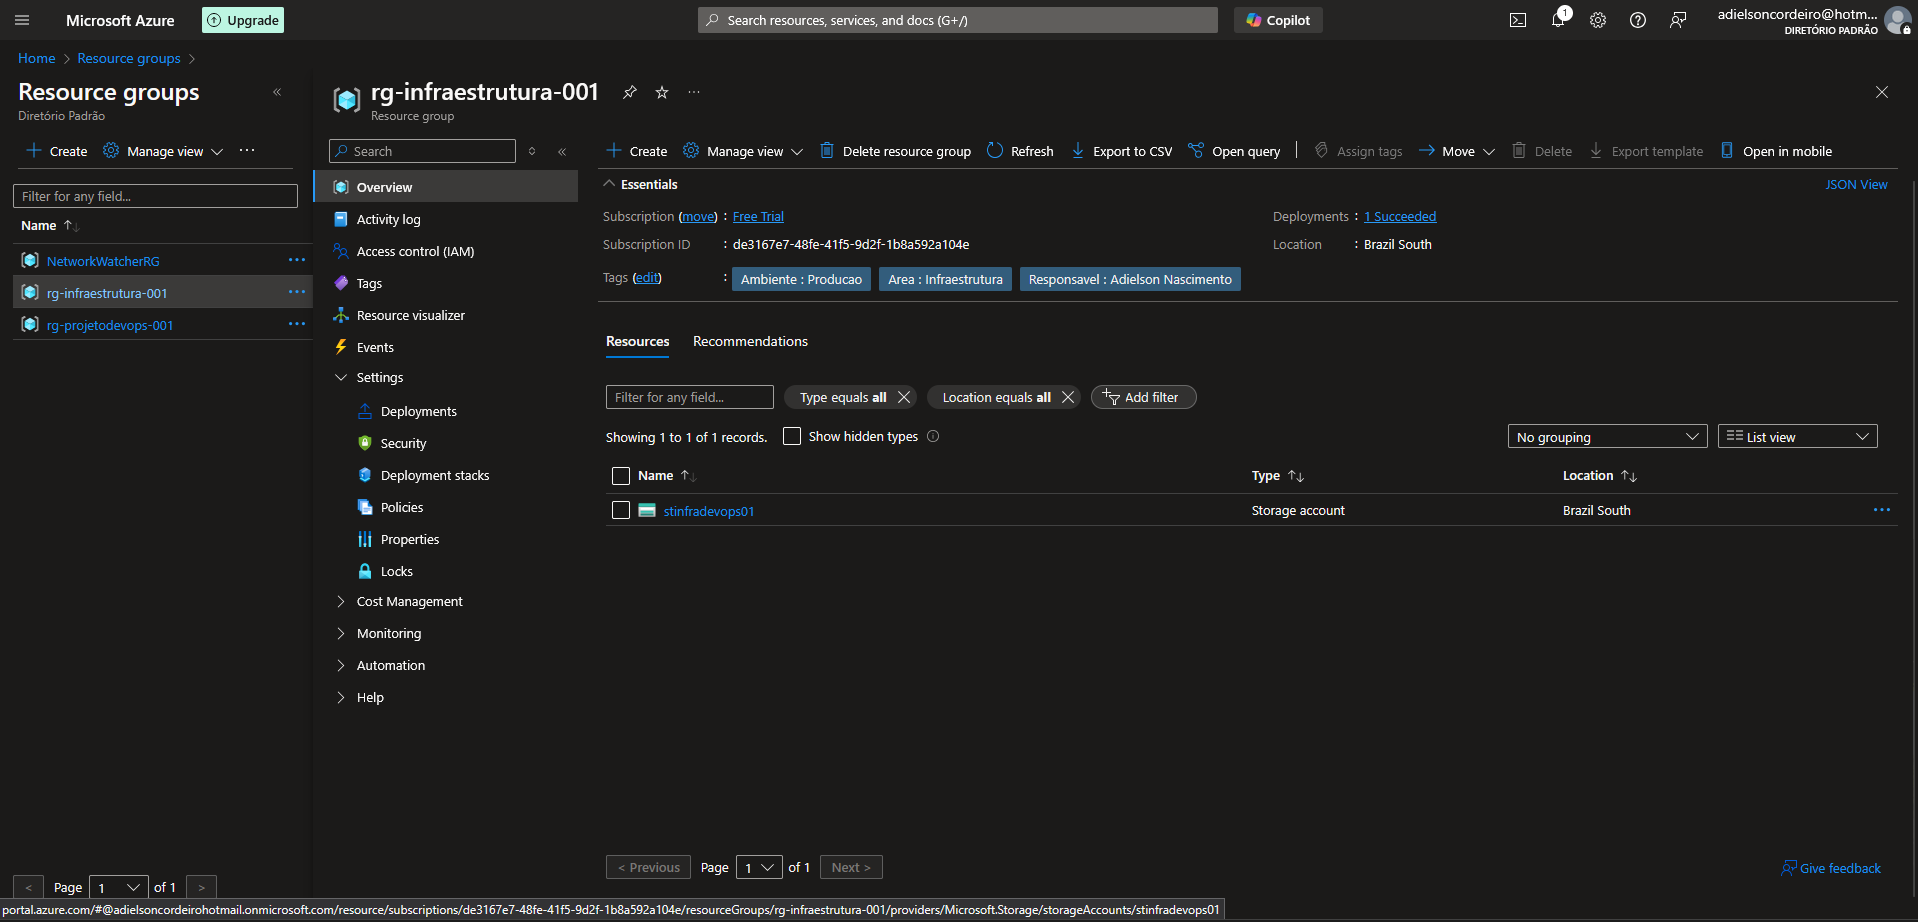 Microsoft Azure
Upgrade
Search resources, services, and docs (G+/)
Copilot
1
adielsoncordeiro@hotm...
DIRETÓRIO PADRÃO
Home > Resource groups >
Resource groups
Diretório Padrão
Create
Manage view
Filter for any field...
Name
NetworkWatcherRG
rg-infraestrutura-001
rg-projetodevops-001
< Page 1 of 1 >
rg-infraestrutura-001
Resource group
Search
Overview
Activity log
Access control (IAM)
Tags
Resource visualizer
Events
Settings
Deployments
Security
Deployment stacks
Policies
Properties
Locks
Cost Management
Monitoring
Automation
Help
Create
Manage view
Delete resource group
Refresh
Export to CSV
Open query
Assign tags
Move
Delete
Export template
Open in mobile
Essentials
JSON View
Subscription (move) : Free Trial
Subscription ID : de3167e7-48fe-41f5-9d2f-1b8a592a104e
Deployments : 1 Succeeded
Location : Brazil South
Tags (edit) : Ambiente : Producao Area : Infraestrutura Responsavel : Adielson Nascimento
Resources Recommendations
Filter for any field...
Type equals all
Location equals all
Add filter
Showing 1 to 1 of 1 records.
Show hidden types
No grouping
List view
Name Type Location
stinfradevops01 Storage account Brazil South
< Previous Page 1 of 1 Next >
Give feedback
portal.azure.com/#@adielsoncordeirohotmail.onmicrosoft.com/resource/subscriptions/de3167e7-48fe-41f5-9d2f-1b8a592a104e/resourceGroups/rg-infraestrutura-001/providers/Microsoft.Storage/storageAccounts/stinfradevops01